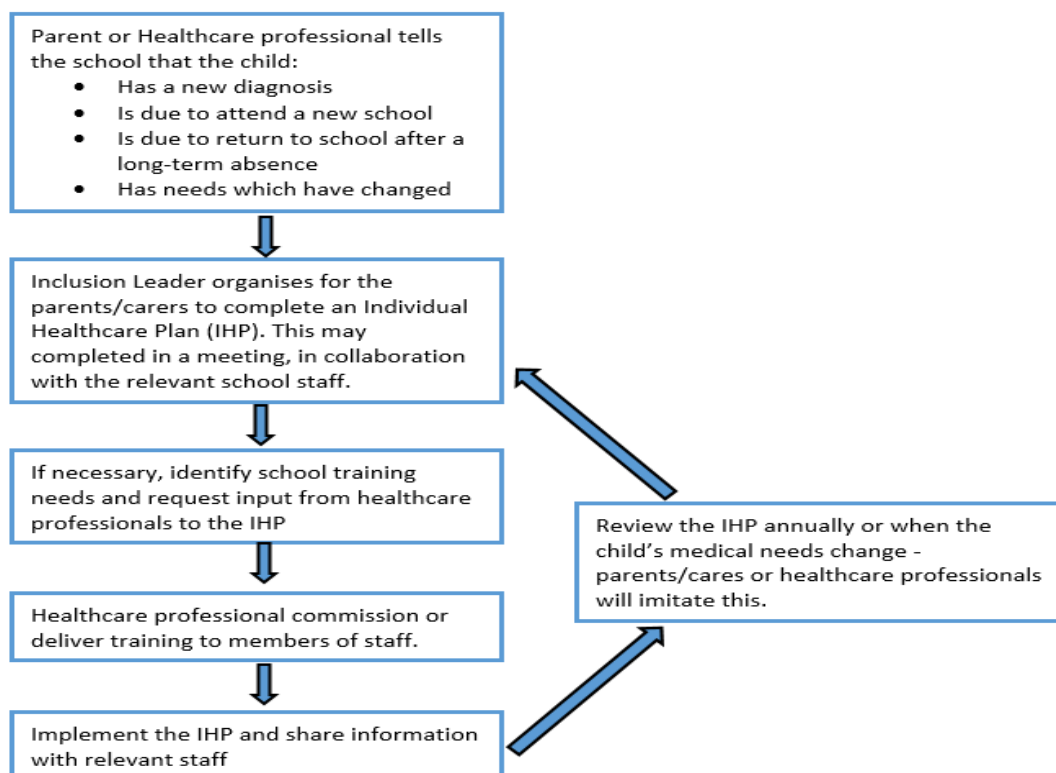 Parent or Healthcare professional tells
the school that the child:
• Has a new diagnosis
• Is due to attend a new school
• Is due to return to school after a
long-term absence
• Has needs which have changed
Inclusion Leader organises for the
parents/carers to complete an Individual
Healthcare Plan (IHP). This may
completed in a meeting, in collaboration
with the relevant school staff.
If necessary, identify school training
needs and request input from healthcare
professionals to the IHP
Healthcare professional commission or
deliver training to members of staff.
Implement the IHP and share information
with relevant staff
Review the IHP annually or when the
child's medical needs change -
parents/cares or healthcare professionals
will imitate this.